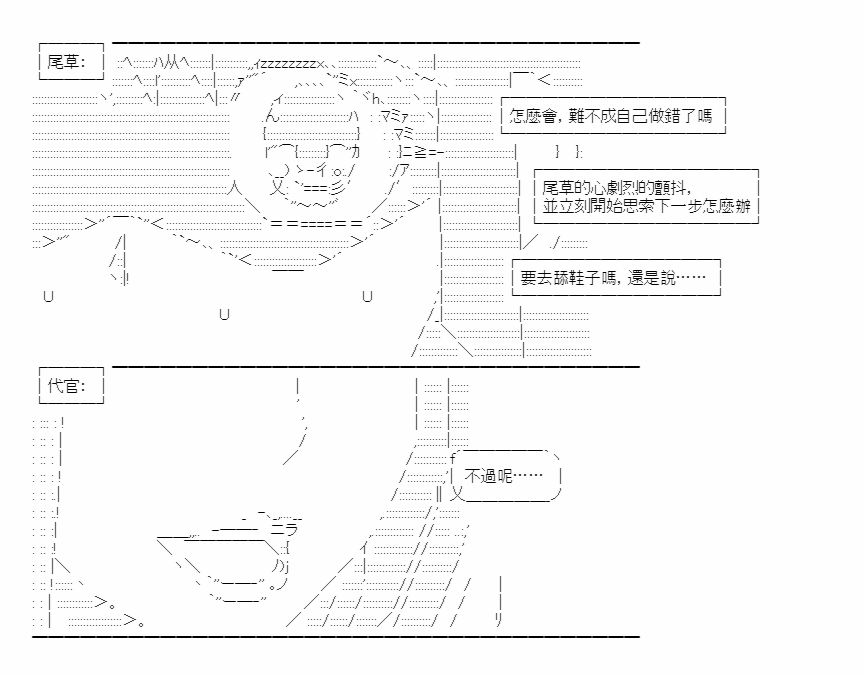 尾草：
怎麼會，難不成自己做錯了嗎
尾草的心劇烈的顫抖，
並立刻開始思索下一步怎麼辦
要去舔鞋子嗎，還是說……
代官：
不過呢……